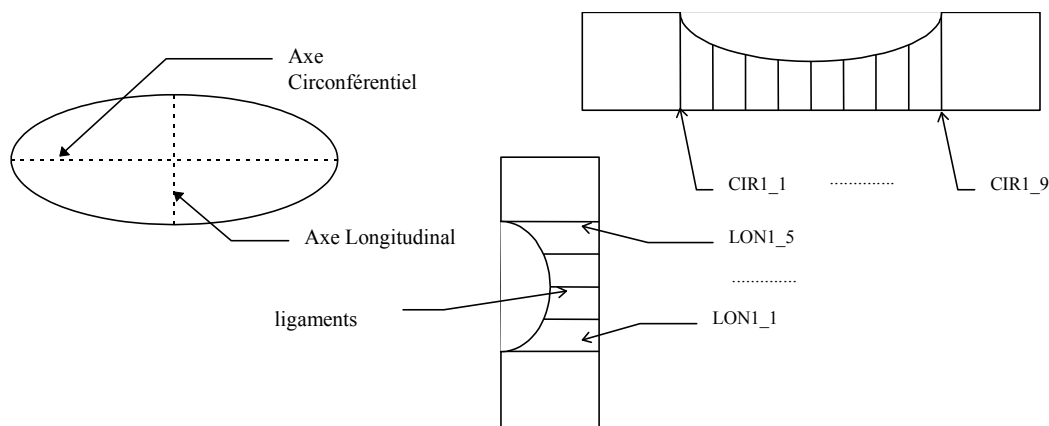 Axe
Circonférentiel
CIR1_1
..............
CIR1_9
Axe Longitudinal
LON1_5
..............
ligaments
LON1_1